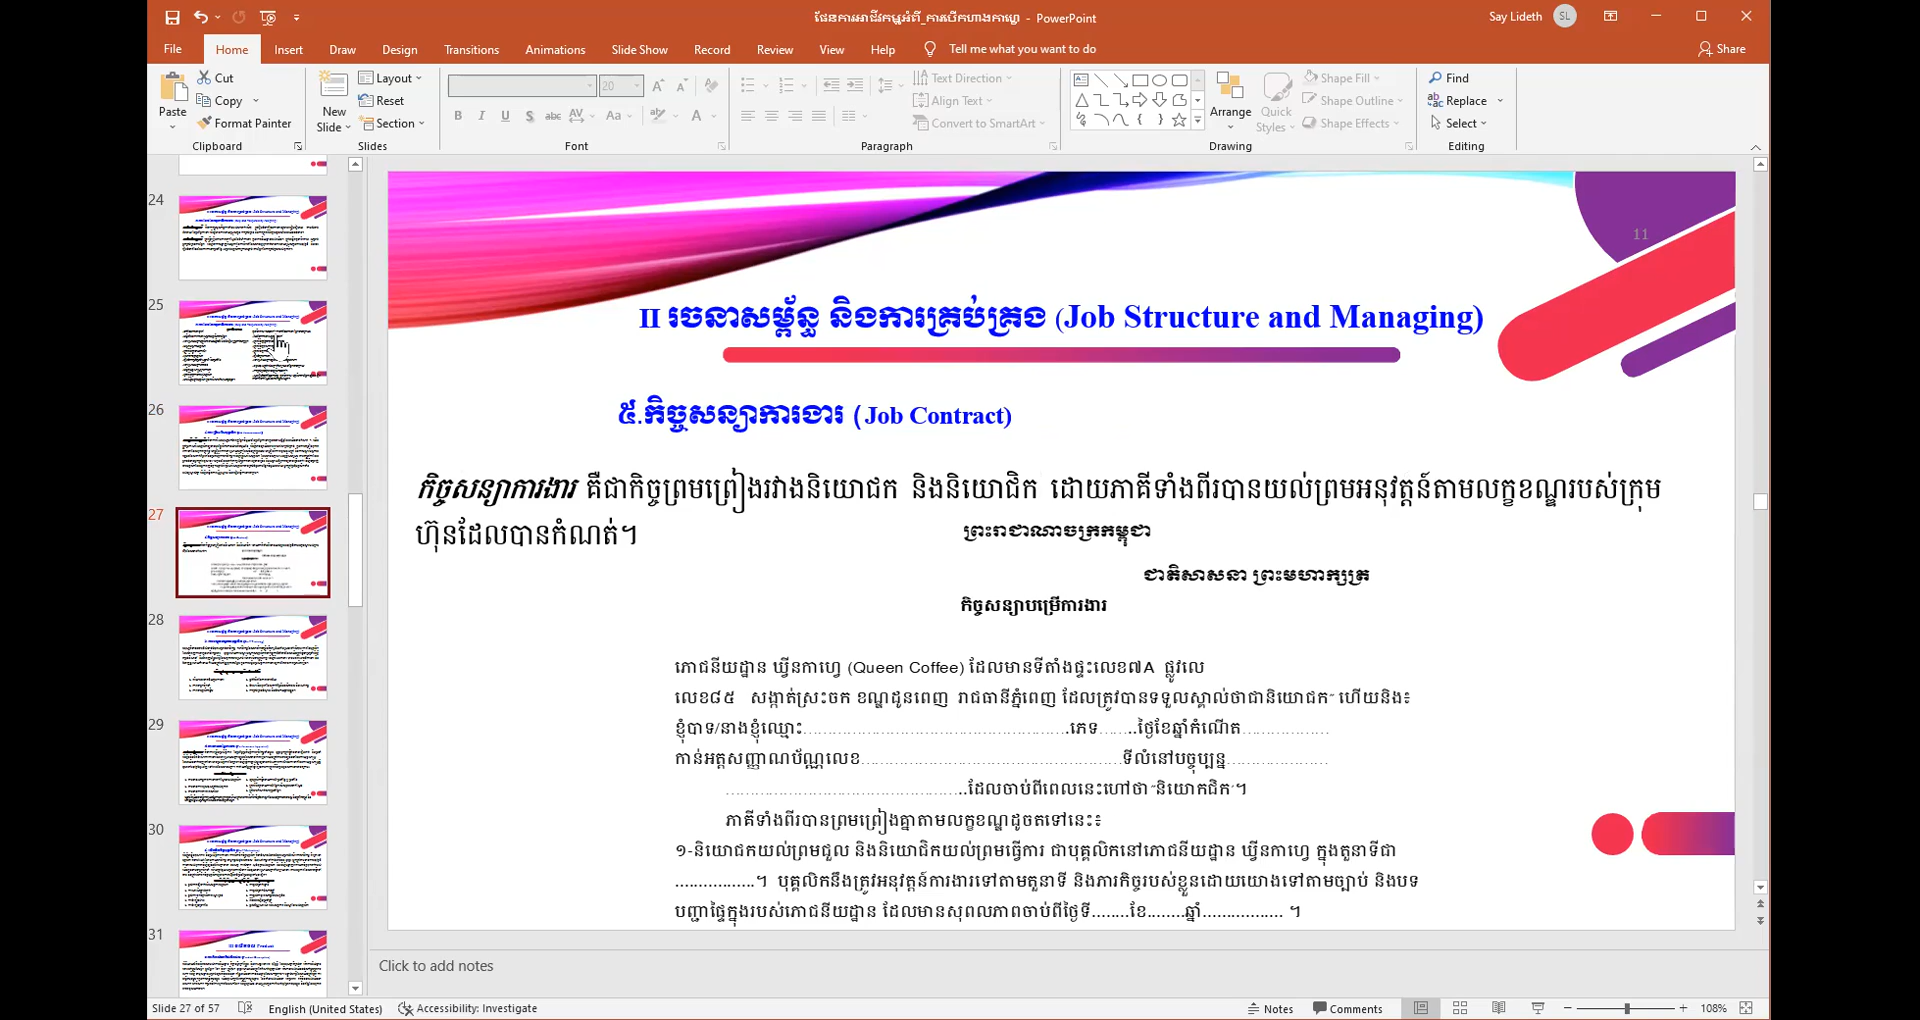 ផែនការអាជីវកម្មអំពី_ការបើកហាងកាហ្វេ - PowerPoint
Say Lideth
SL
File
Home
Insert
Draw
Design
Transitions
Animations
Slide Show
Record
Review
View
Help
Tell me what you want to do
Share
Paste
Cut
Copy
Format Painter
Clipboard
New Slide
Layout
Reset
Section
Slides
20
Font
Text Direction
Align Text
Convert to SmartArt
Paragraph
Arrange
Quick Styles
Shape Fill
Shape Outline
Shape Effects
Drawing
Find
Replace
Select
Editing
24
25
26
27
28
29
30
31
11
II រចនាសម្ព័ន្ធ និងការគ្រប់គ្រង (Job Structure and Managing)
៥.កិច្ចសន្យាការងារ (Job Contract)
កិច្ចសន្យាការងារ គឺជាកិច្ចព្រមព្រៀងរវាងនិយោជក និងនិយោជិក ដោយភាគីទាំងពីរបានយល់ព្រមអនុវត្តន៍តាមលក្ខខណ្ឌរបស់ក្រុម
ហ៊ុនដែលបានកំណត់។
ព្រះរាជាណាចក្រកម្ពុជា
ជាតិសាសនា ព្រះមហាក្សត្រ
កិច្ចសន្យាបម្រើការងារ
ភោជនីយដ្ឋាន ឃ្វីនកាហ្វេ (Queen Coffee) ដែលមានទីតាំងផ្ទះលេខ៧A ផ្លូវលេ
លេខ៨៥ សង្កាត់ស្រះចក ខណ្ឌដូនពេញ រាជធានីភ្នំពេញ ដែលត្រូវបានទទួលស្គាល់ថាជានិយោជក" ហើយនិង៖
ខ្ញុំបាទ/នាងខ្ញុំឈ្មោះ..................................................ភេទ........ថ្ងៃខែឆ្នាំកំណើត..................
កាន់អត្តសញ្ញាណប័ណ្ណលេខ..................................................ទីលំនៅបច្ចុប្បន្ន.....................
................................................ដែលចាប់ពីពេលនេះហៅថា"និយោកជិក"។
ភាគីទាំងពីរបានព្រមព្រៀងគ្នាតាមលក្ខខណ្ឌដូចតទៅនេះ៖
១-និយោជកយល់ព្រមជួល និងនិយោជិកយល់ព្រមធ្វើការ ជាបុគ្គលិកនៅភោជនីយដ្ឋាន ឃ្វីនកាហ្វេ ក្នុងតួនាទីជា
.................។ បុគ្គលិកនឹងត្រូវអនុវត្តន៍ការងារទៅតាមតួនាទី និងភារកិច្ចរបស់ខ្លួនដោយយោងទៅតាមច្បាប់ និងបទ
បញ្ជាផ្ទៃក្នុងរបស់ភោជនីយដ្ឋាន ដែលមានសុពលភាពចាប់ពីថ្ងៃទី........ខែ........ឆ្នាំ................. ។
Click to add notes
Slide 27 of 57
English (United States)
Accessibility: Investigate
Notes
Comments
108%